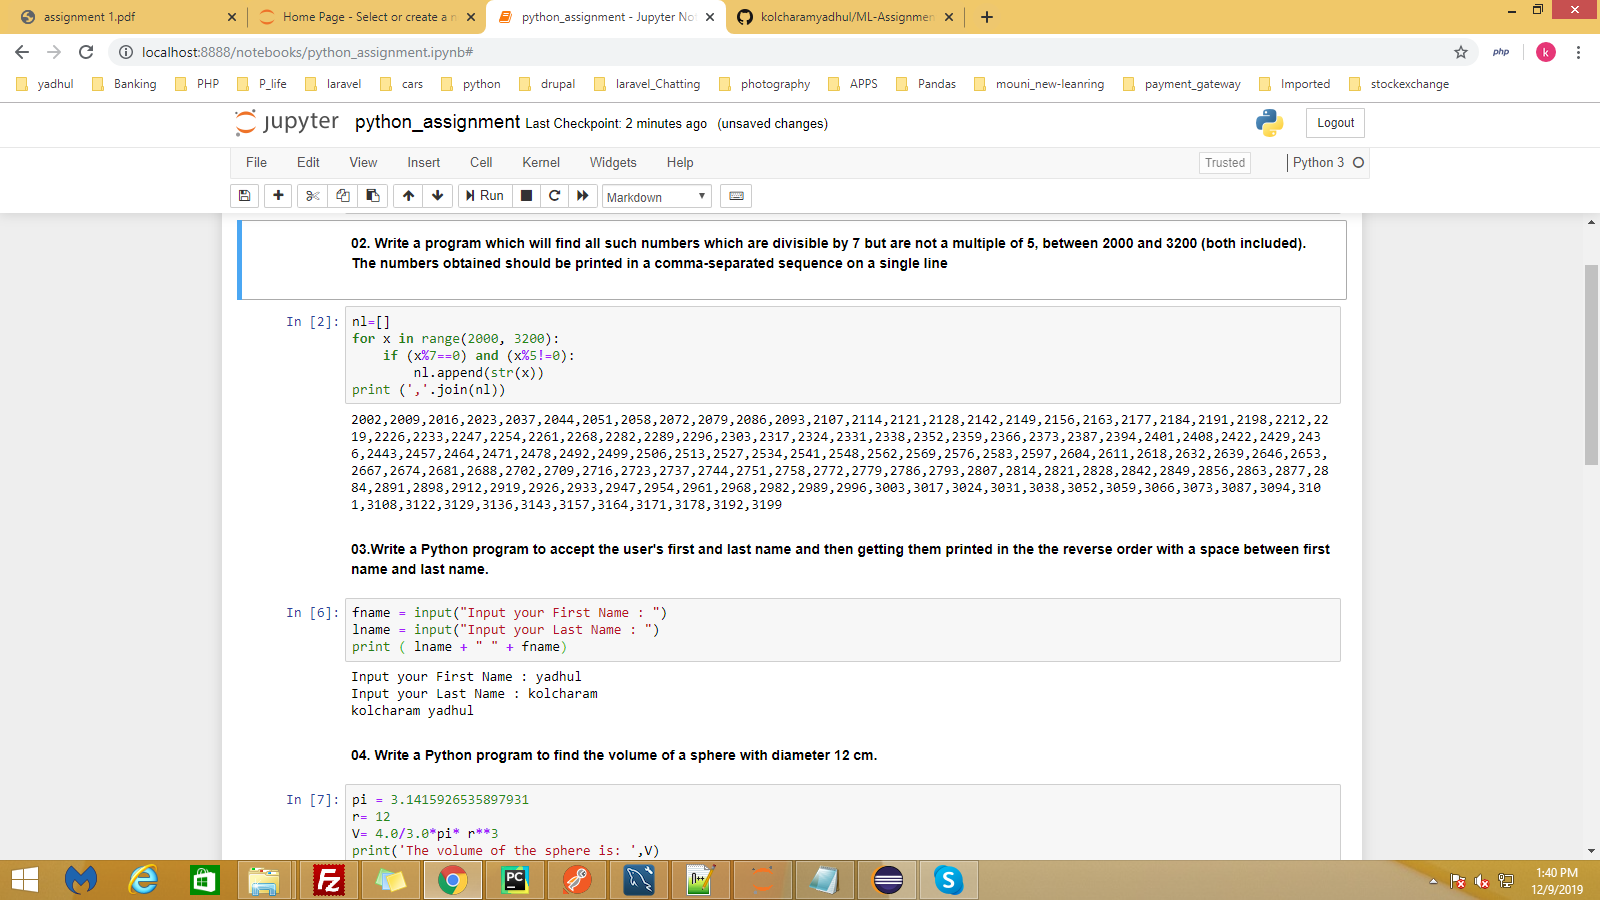 assignment 1.pdf
Home Page - Select or create a n
python_assignment - Jupyter Not
kolcharamyadhul/ML-Assignmen
localhost:8888/notebooks/python_assignment.ipynb#
php
k
yadhul
Banking
PHP
P_life
laravel
cars
python
drupal
laravel_Chatting
photography
APPS
Pandas
mouni_new-leanring
payment_gateway
Imported
stockexchange
jupyter
python_assignment Last Checkpoint: 2 minutes ago (unsaved changes)
Logout
File
Edit
View
Insert
Cell
Kernel
Widgets
Help
Trusted
Python 3
Run
Markdown
02. Write a program which will find all such numbers which are divisible by 7 but are not a multiple of 5, between 2000 and 3200 (both included).
The numbers obtained should be printed in a comma-separated sequence on a single line
In [2]:
nl=[]
for x in range(2000, 3200):
    if (x%7==0) and (x%5!=0):
        nl.append(str(x))
print (','.join(nl))
2002,2009,2016,2023,2037,2044,2051,2058,2072,2079,2086,2093,2107,2114,2121,2128,2142,2149,2156,2163,2177,2184,2191,2198,2212,22
19,2226,2233,2247,2254,2261,2268,2282,2289,2296,2303,2317,2324,2331,2338,2352,2359,2366,2373,2387,2394,2401,2408,2422,2429,243
6,2443,2457,2464,2471,2478,2492,2499,2506,2513,2527,2534,2541,2548,2562,2569,2576,2583,2597,2604,2611,2618,2632,2639,2646,2653,
2667,2674,2681,2688,2702,2709,2716,2723,2737,2744,2751,2758,2772,2779,2786,2793,2807,2814,2821,2828,2842,2849,2856,2863,2877,28
84,2891,2898,2912,2919,2926,2933,2947,2954,2961,2968,2982,2989,2996,3003,3017,3024,3031,3038,3052,3059,3066,3073,3087,3094,310
1,3108,3122,3129,3136,3143,3157,3164,3171,3178,3192,3199
03.Write a Python program to accept the user's first and last name and then getting them printed in the the reverse order with a space between first
name and last name.
In [6]:
fname = input("Input your First Name : ")
lname = input("Input your Last Name : ")
print ( lname + " " + fname)
Input your First Name : yadhul
Input your Last Name : kolcharam
kolcharam yadhul
04. Write a Python program to find the volume of a sphere with diameter 12 cm.
In [7]:
pi = 3.1415926535897931
r= 12
V= 4.0/3.0*pi* r**3
print('The volume of the sphere is: ',V)
Fz
PC
S
1:40 PM
12/9/2019